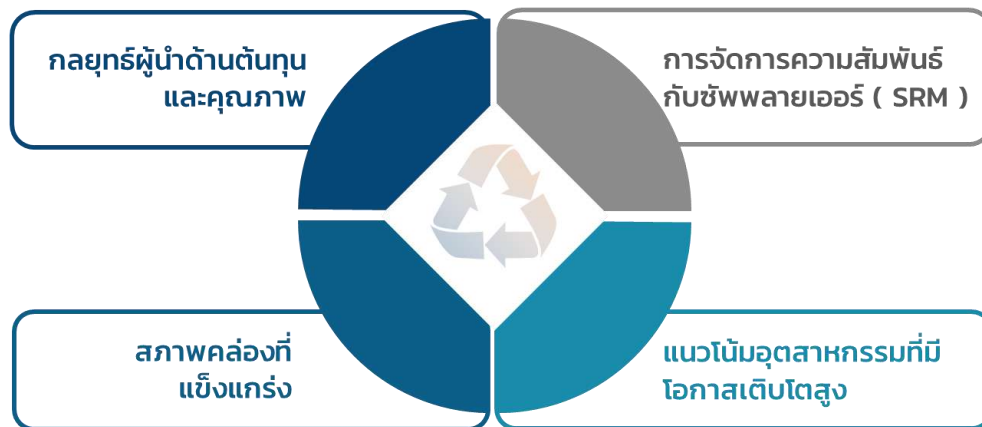 กลยุทธ์ผู้นำด้านต้นทุน
และคุณภาพ
การจัดการความสัมพันธ์
กับซัพพลายเออร์ ( SRM )
สภาพคล่องที่
แข็งแกร่ง
แนวโน้มอุตสาหกรรมที่มี
โอกาสเติบโตสูง